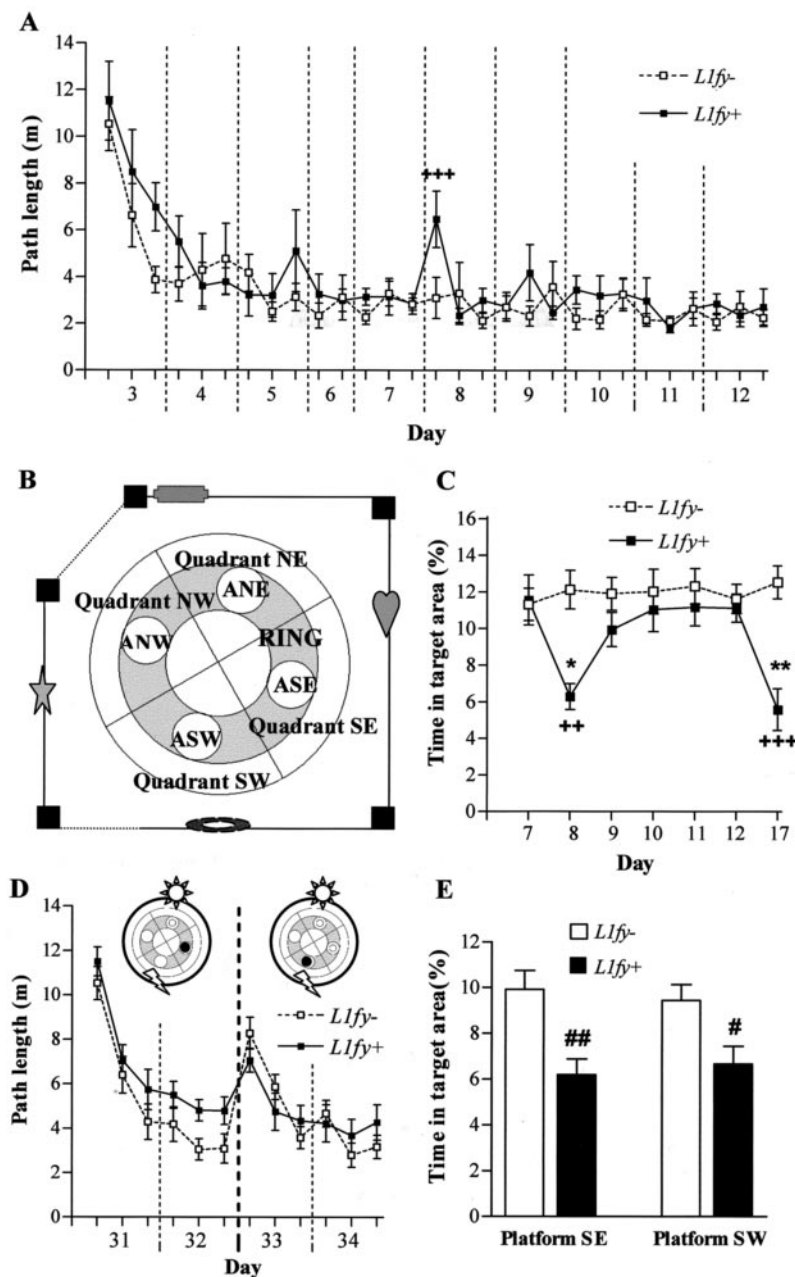 A
Path length (m)
14
12
10
8
6
4
2
0
L1fy-
L1fy+
+++
3 4 5 6 7 8 9 10 11 12
Day
B
Quadrant NE
Quadrant NW
ANE
ANW
RING
ASE
ASW
Quadrant SE
Quadrant SW
C
L1fy-
L1fy+
Time in target area (%)
16
14
12
10
8
6
4
2
0
*
++
**
+++
7 8 9 10 11 12 17
Day
D
Path length (m)
14
12
10
8
6
4
2
0
L1fy-
L1fy+
31 32 33 34
Day
E
L1fy-
L1fy+
Time in target area(%)
12
10
8
6
4
2
0
##
#
Platform SE Platform SW